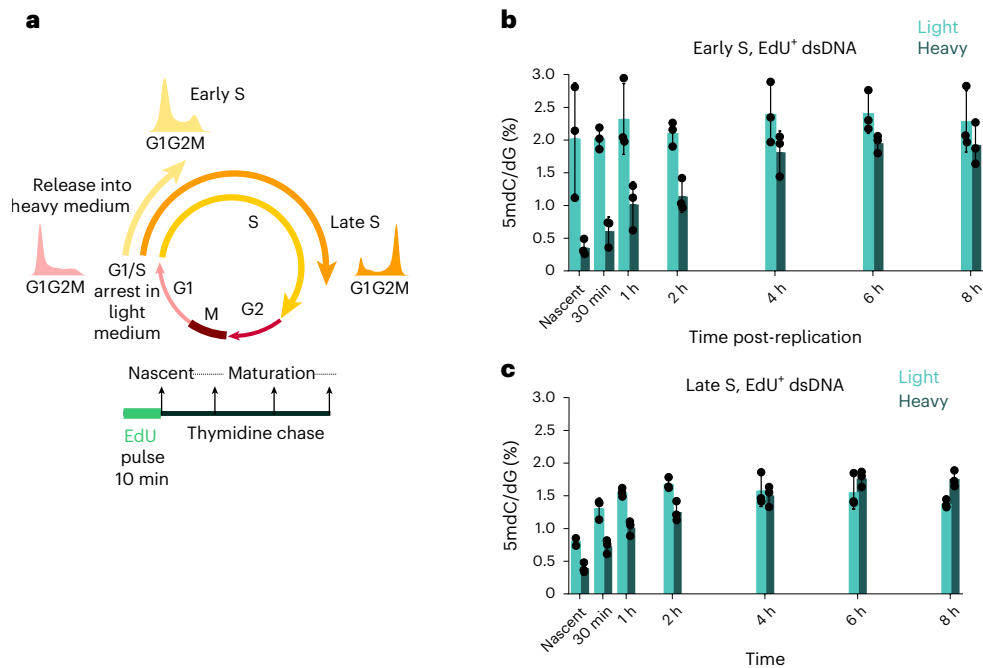 a
Early S
G1G2M
Release into
heavy medium
S
Late S
G1G2M
G1G2M
G1/S
arrest in
light
medium
G1
M
G2
Nascent
Maturation
EdU
pulse
10 min
Thymidine chase
b
Light
Heavy
Early S, EdU+ dsDNA
5mdC/dG (%)
3.0
2.5
2.0
1.5
1.0
0.5
0
Nascent
30 min
1 h
2 h
4 h
6 h
8 h
Time post-replication
c
Light
Heavy
Late S, EdU+ dsDNA
5mdC/dG (%)
3.0
2.5
2.0
1.5
1.0
0.5
0
Nascent
30 min
1 h
2 h
4 h
6 h
8 h
Time